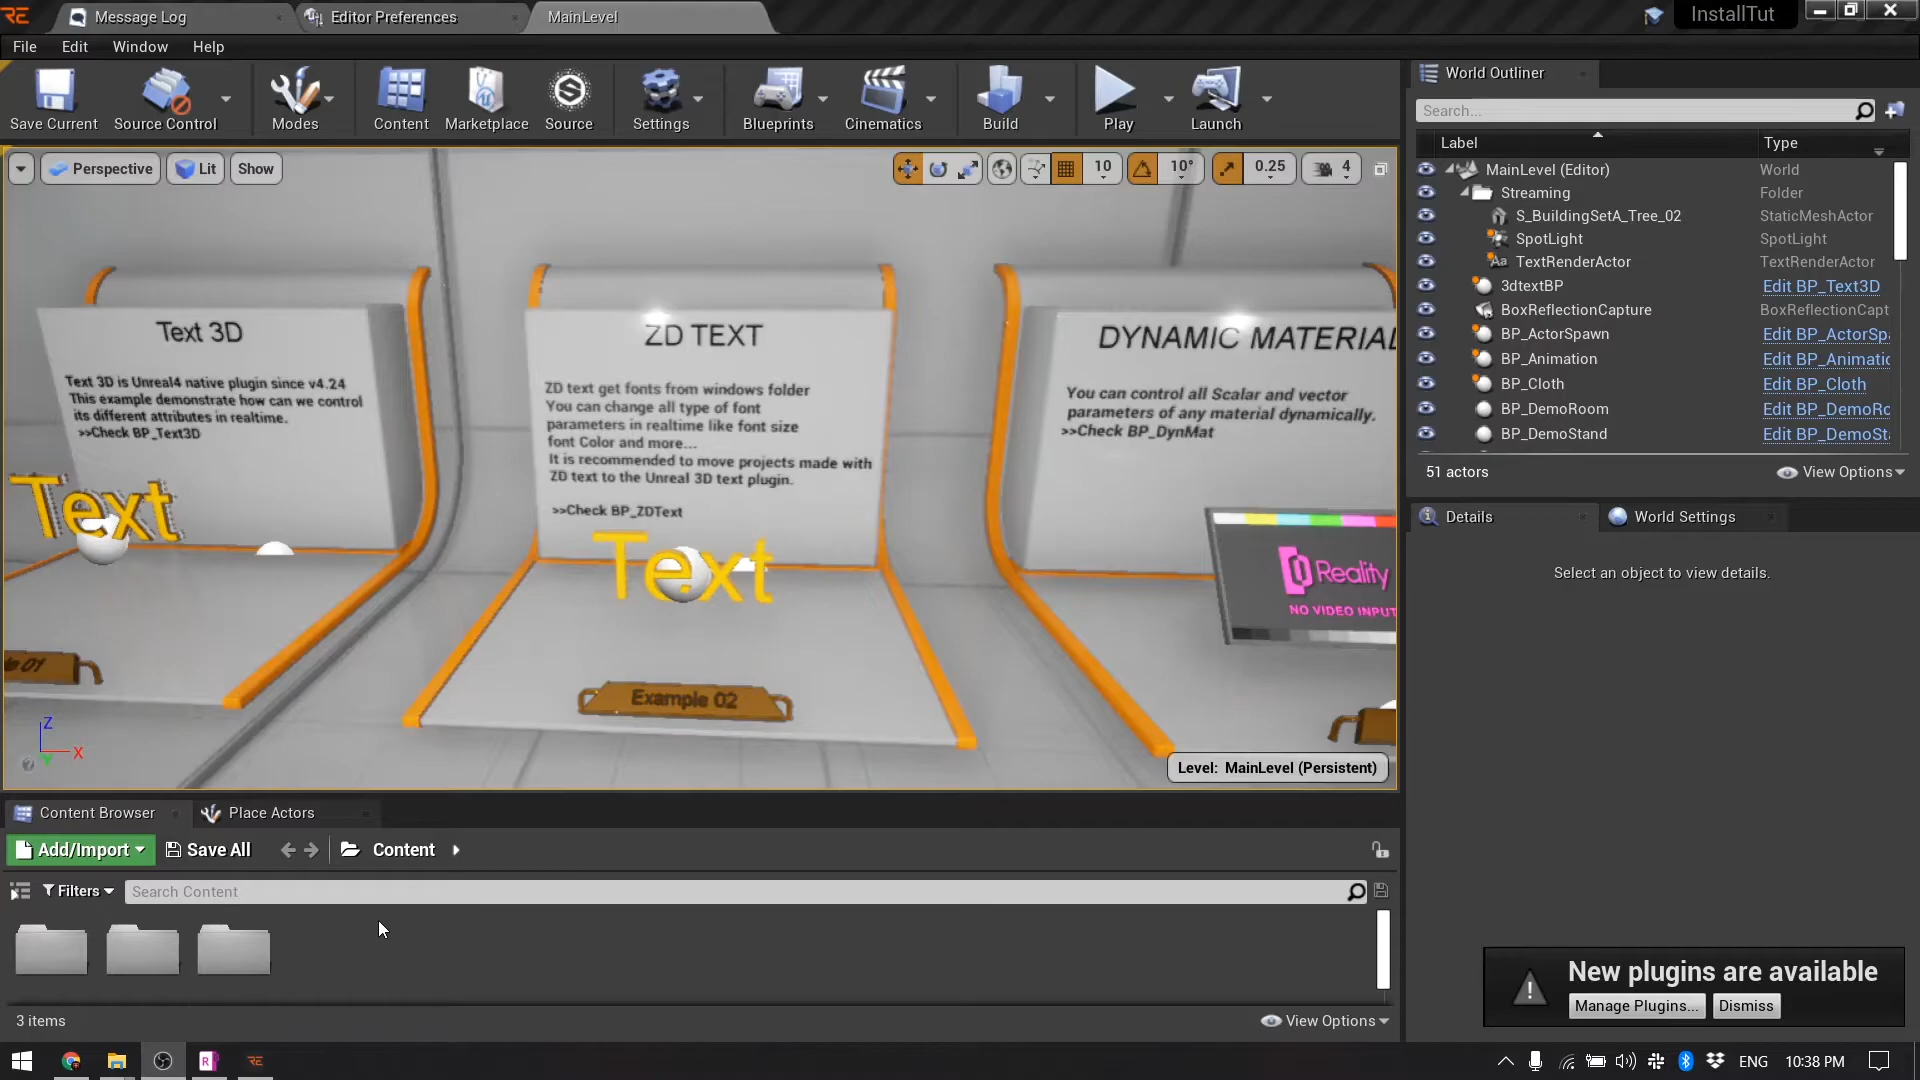 Message Log
Editor Preferences
MainLevel
InstallTut
File
Edit
Window
Help
Save Current
Source Control
Modes
Content
Marketplace
Source
Settings
Blueprints
Cinematics
Build
Play
Launch
Perspective
Lit
Show
10
10°
0.25
4
Text 3D
Text 3D is Unreal4 native plugin since v4.24
This example demonstrate how can we control
its different attributes in realtime.
>>Check BP_Text3D
Text
ZD TEXT
ZD text get fonts from windows folder
You can change all type of font
parameters in realtime like font size
font Color and more...
It is recommended to move projects made with
ZD text to the Unreal 3D text plugin.
>>Check BP_ZDText
Text
Example 02
DYNAMIC MATERIAL
You can control all Scalar and vector
parameters of any material dynamically.
>>Check BP_DynMat
Reality
NO VIDEO INPUT
Z
X
Y
Level: MainLevel (Persistent)
World Outliner
Search...
Label
Type
MainLevel (Editor)
World
Streaming
Folder
S_BuildingSetA_Tree_02
StaticMeshActor
SpotLight
SpotLight
TextRenderActor
TextRenderActor
3dtextBP
Edit BP_Text3D
BoxReflectionCapture
BoxReflectionCapt
BP_ActorSpawn
Edit BP_ActorSp
BP_Animation
Edit BP_Animatic
BP_Cloth
Edit BP_Cloth
BP_DemoRoom
Edit BP_DemoRo
BP_DemoStand
Edit BP_DemoSt
51 actors
View Options
Details
World Settings
Select an object to view details.
Content Browser
Place Actors
Add/Import
Save All
Content
Filters
Search Content
3 items
View Options
New plugins are available
Manage Plugins...
Dismiss
ENG
10:38 PM